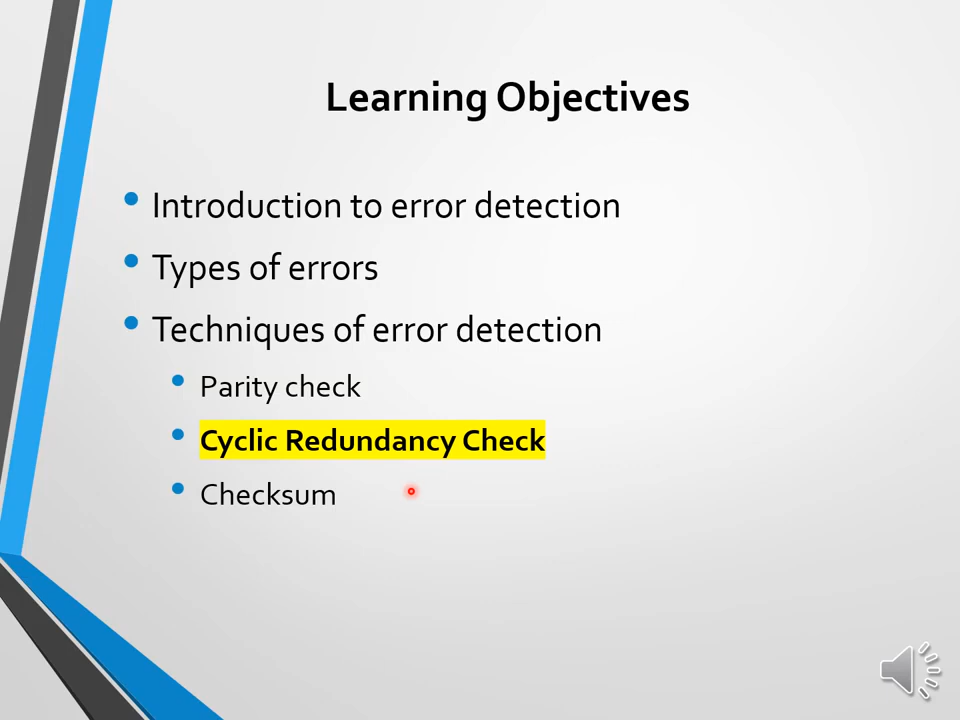 Learning Objectives
Introduction to error detection
Types of errors
Techniques of error detection
Parity check
Cyclic Redundancy Check
Checksum